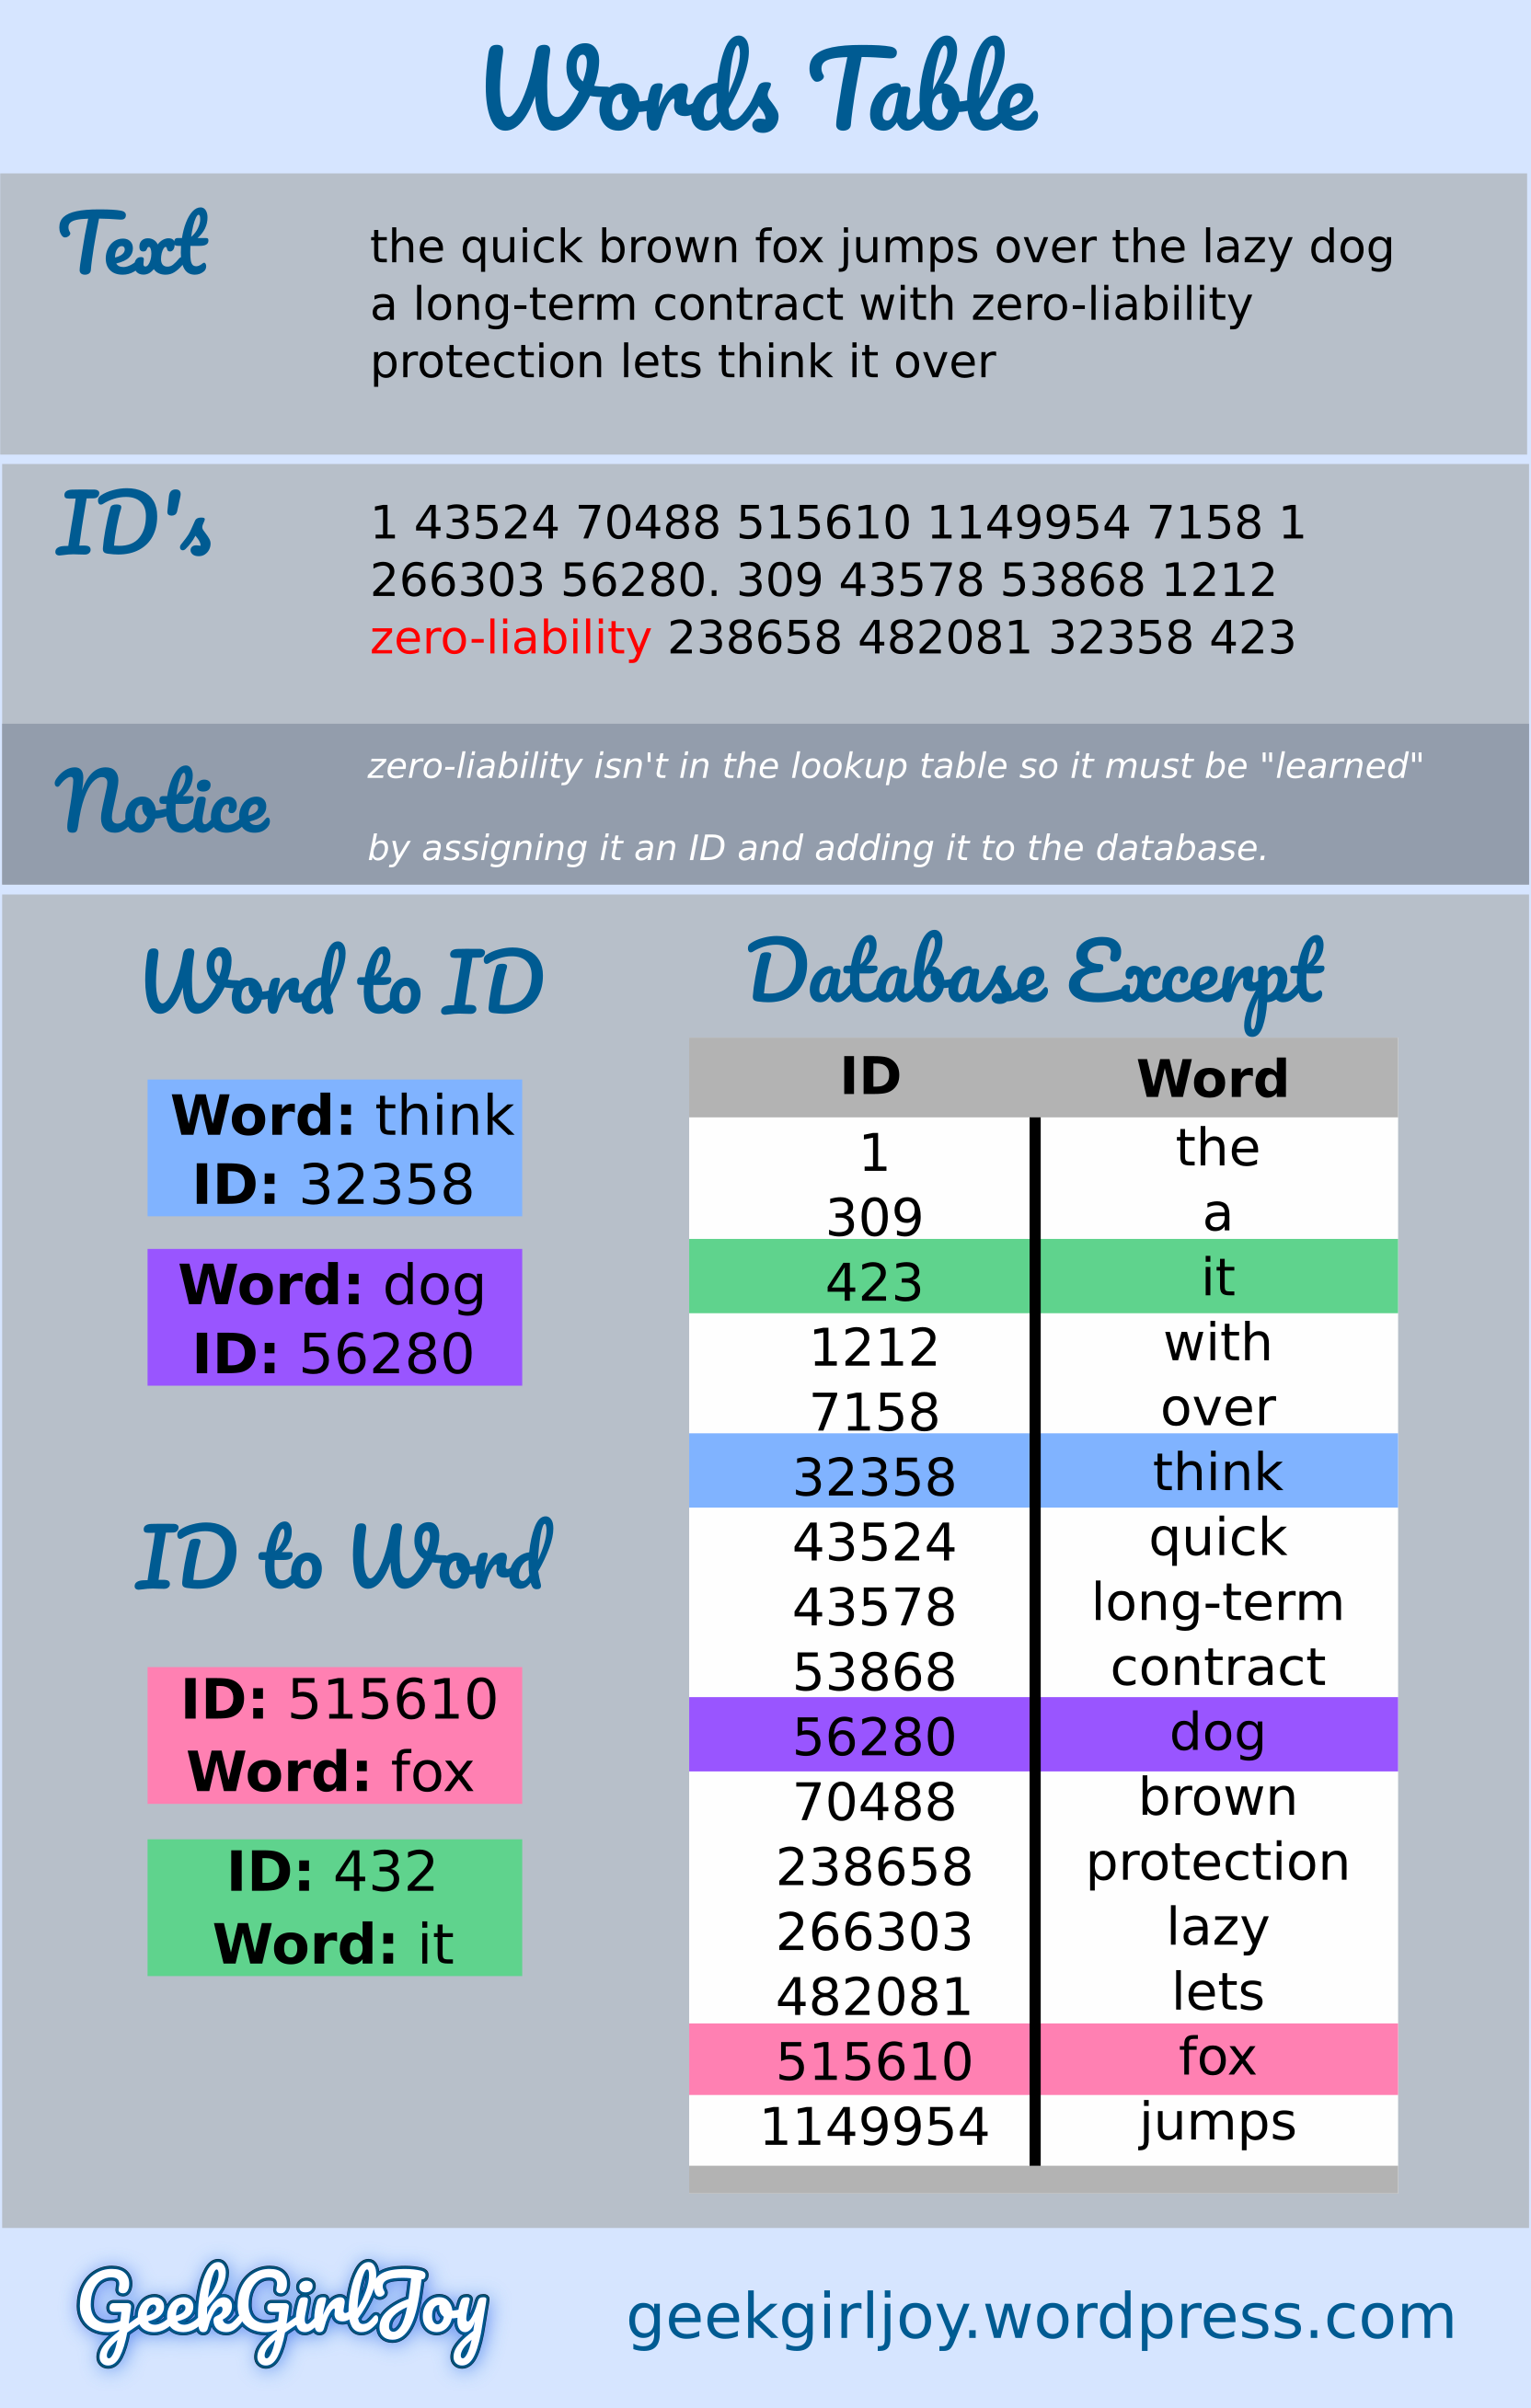 Words Table
Text
the quick brown fox jumps over the lazy dog
a long-term contract with zero-liability
protection lets think it over
ID's
1 43524 70488 515610 1149954 7158 1
266303 56280. 309 43578 53868 1212
zero-liability 238658 482081 32358 423
Notice
zero-liability isn't in the lookup table so it must be "learned"
by assigning it an ID and adding it to the database.
Word to ID
Word: think
ID: 32358
Word: dog
ID: 56280
ID to Word
ID: 515610
Word: fox
ID: 432
Word: it
Database Excerpt
ID Word
1 the
309 a
423 it
1212 with
7158 over
32358 think
43524 quick
43578 long-term
53868 contract
56280 dog
70488 brown
238658 protection
266303 lazy
482081 lets
515610 fox
1149954 jumps
GeekGirlJoy
geekgirljoy.wordpress.com